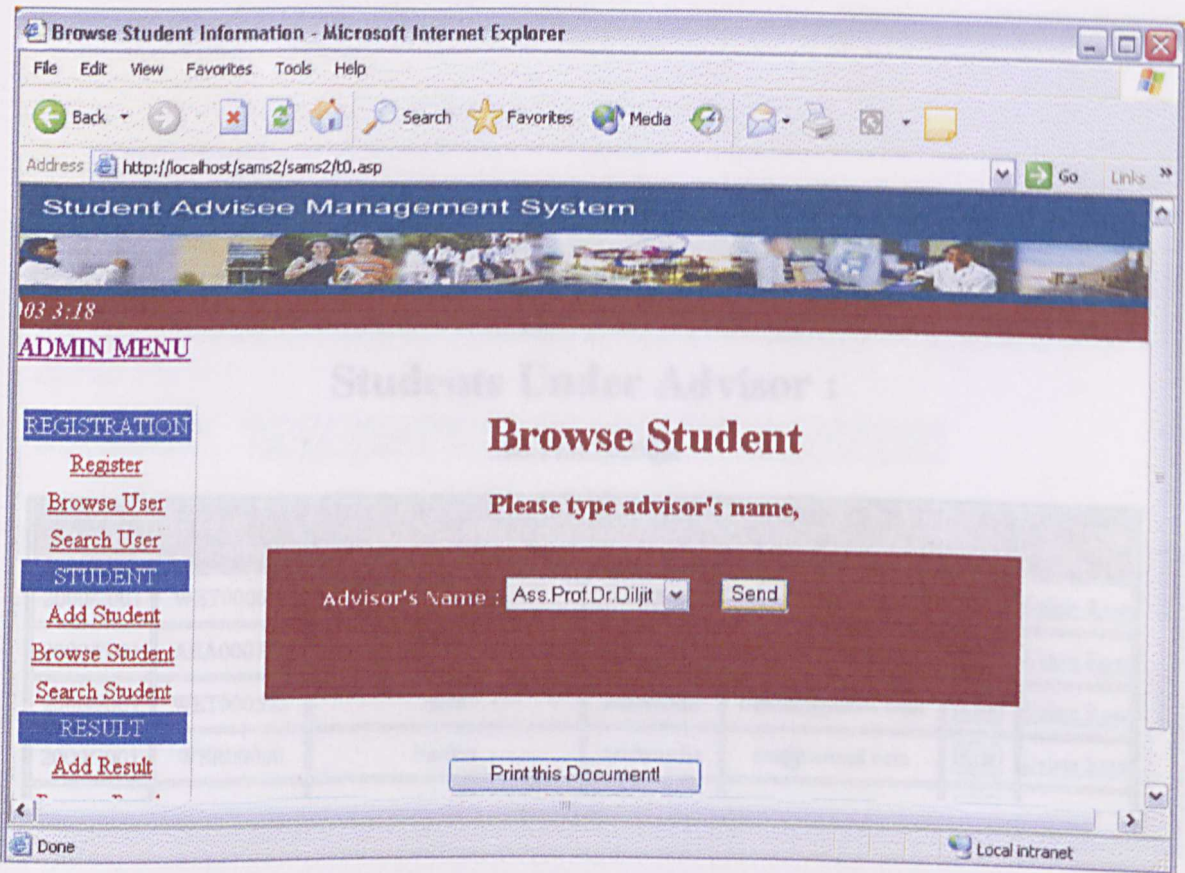 Browse Student Information - Microsoft Internet Explorer
File Edit View Favorites Tools Help
Back Search Favorites Media
Address http://localhost/sams2/sams2/t0.asp Go Links »
Student Advisee Management System
03 3:18
ADMIN MENU
Students Under Advisor :
REGISTRATION
Register
Browse User
Search User
STUDENT
Add Student
Browse Student
Search Student
RESULT
Add Result
Browse Student
Please type advisor's name,
Advisor's Name : Ass.Prof.Dr.Diljit Send
Print this Document!
Done Local intranet